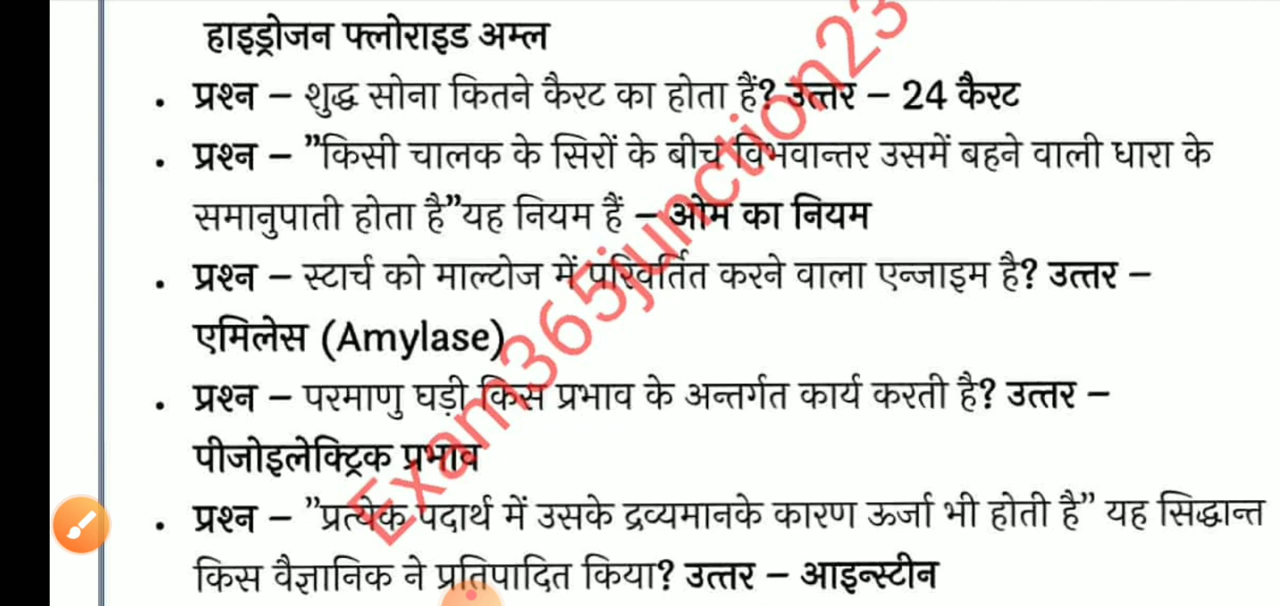 हाइड्रोजन फ्लोराइड अम्ल
• प्रश्न – शुद्ध सोना कितने कैरट का होता हैं? उत्तर – 24 कैरट
• प्रश्न – ”किसी चालक के सिरों के बीच विभवान्तर उसमें बहने वाली धारा के
समानुपाती होता है”यह नियम हैं – ओम का नियम
• प्रश्न – स्टार्च को माल्टोज में परिवर्तित करने वाला एन्जाइम है? उत्तर –
एमिलेस (Amylase)
• प्रश्न – परमाणु घड़ी किस प्रभाव के अन्तर्गत कार्य करती है? उत्तर –
पीजोइलेक्ट्रिक प्रभाव
• प्रश्न – ”प्रत्येक पदार्थ में उसके द्रव्यमानके कारण ऊर्जा भी होती है” यह सिद्धान्त
किस वैज्ञानिक ने प्रतिपादित किया? उत्तर – आइन्स्टीन
Exam365junction23